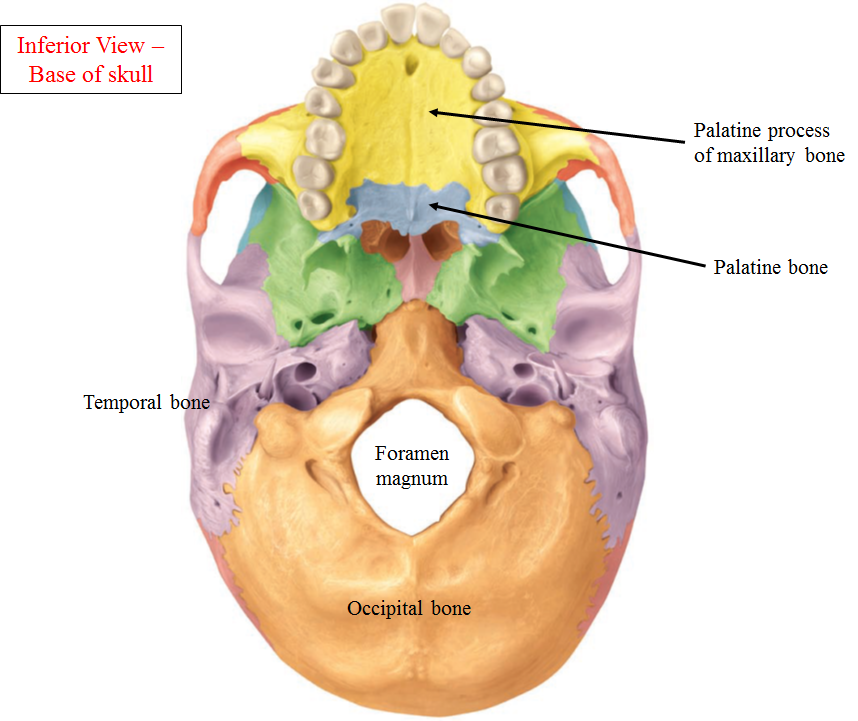 Inferior View –
Base of skull
Palatine process
of maxillary bone
Palatine bone
Temporal bone
Foramen
magnum
Occipital bone